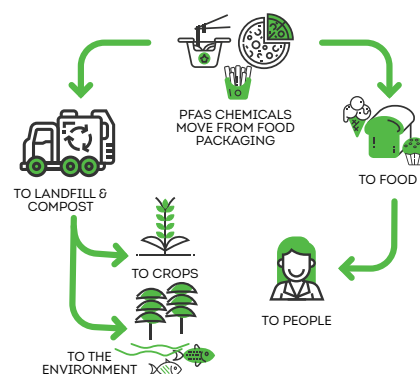 PFAS CHEMICALS
MOVE FROM FOOD
PACKAGING
TO LANDFILL &
COMPOST
TO FOOD
TO CROPS
TO PEOPLE
TO THE
ENVIRONMENT